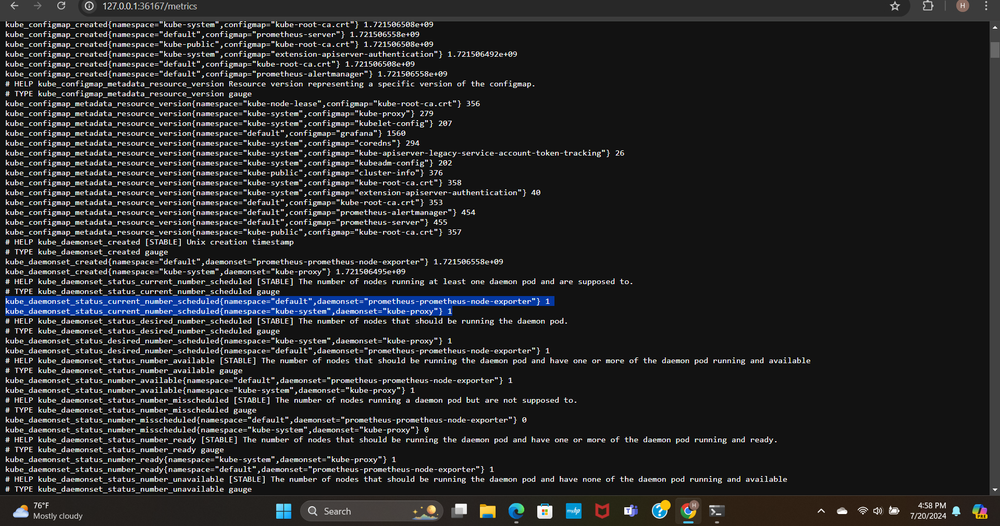 127.0.0.1:36167/metrics
H
kube_configmap_created{namespace="kube-system",configmap="kube-root-ca.crt"} 1.721506508e+09
kube_configmap_created{namespace="default",configmap="prometheus-server"} 1.721506558e+09
kube_configmap_created{namespace="kube-public",configmap="kube-root-ca.crt"} 1.721506508e+09
kube_configmap_created{namespace="kube-system",configmap="extension-apiserver-authentication"} 1.721506492e+09
kube_configmap_created{namespace="default",configmap="kube-root-ca.crt"} 1.721506508e+09
kube_configmap_created{namespace="default",configmap="prometheus-alertmanager"} 1.721506558e+09
# HELP kube_configmap_metadata_resource_version Resource version representing a specific version of the configmap.
# TYPE kube_configmap_metadata_resource_version gauge
kube_configmap_metadata_resource_version{namespace="kube-node-lease",configmap="kube-root-ca.crt"} 356
kube_configmap_metadata_resource_version{namespace="kube-system",configmap="kube-proxy"} 279
kube_configmap_metadata_resource_version{namespace="kube-system",configmap="kubelet-config"} 207
kube_configmap_metadata_resource_version{namespace="default",configmap="grafana"} 1560
kube_configmap_metadata_resource_version{namespace="kube-system",configmap="coredns"} 294
kube_configmap_metadata_resource_version{namespace="kube-system",configmap="kube-apiserver-legacy-service-account-token-tracking"} 26
kube_configmap_metadata_resource_version{namespace="kube-system",configmap="kubeadm-config"} 202
kube_configmap_metadata_resource_version{namespace="kube-public",configmap="cluster-info"} 376
kube_configmap_metadata_resource_version{namespace="kube-system",configmap="kube-root-ca.crt"} 358
kube_configmap_metadata_resource_version{namespace="kube-system",configmap="extension-apiserver-authentication"} 40
kube_configmap_metadata_resource_version{namespace="default",configmap="kube-root-ca.crt"} 353
kube_configmap_metadata_resource_version{namespace="default",configmap="prometheus-alertmanager"} 454
kube_configmap_metadata_resource_version{namespace="default",configmap="prometheus-server"} 455
kube_configmap_metadata_resource_version{namespace="kube-public",configmap="kube-root-ca.crt"} 357
# HELP kube_daemonset_created [STABLE] Unix creation timestamp
# TYPE kube_daemonset_created gauge
kube_daemonset_created{namespace="default",daemonset="prometheus-prometheus-node-exporter"} 1.721506558e+09
kube_daemonset_created{namespace="kube-system",daemonset="kube-proxy"} 1.721506495e+09
# HELP kube_daemonset_status_current_number_scheduled [STABLE] The number of nodes running at least one daemon pod and are supposed to.
# TYPE kube_daemonset_status_current_number_scheduled gauge
kube_daemonset_status_current_number_scheduled{namespace="default",daemonset="prometheus-prometheus-node-exporter"} 1
kube_daemonset_status_current_number_scheduled{namespace="kube-system",daemonset="kube-proxy"} 1
# HELP kube_daemonset_status_desired_number_scheduled [STABLE] The number of nodes that should be running the daemon pod.
# TYPE kube_daemonset_status_desired_number_scheduled gauge
kube_daemonset_status_desired_number_scheduled{namespace="kube-system",daemonset="kube-proxy"} 1
kube_daemonset_status_desired_number_scheduled{namespace="default",daemonset="prometheus-prometheus-node-exporter"} 1
# HELP kube_daemonset_status_number_available [STABLE] The number of nodes that should be running the daemon pod and have one or more of the daemon pod running and available
# TYPE kube_daemonset_status_number_available gauge
kube_daemonset_status_number_available{namespace="default",daemonset="prometheus-prometheus-node-exporter"} 1
kube_daemonset_status_number_available{namespace="kube-system",daemonset="kube-proxy"} 1
# HELP kube_daemonset_status_number_misscheduled [STABLE] The number of nodes running a daemon pod but are not supposed to.
# TYPE kube_daemonset_status_number_misscheduled gauge
kube_daemonset_status_number_misscheduled{namespace="default",daemonset="prometheus-prometheus-node-exporter"} 0
kube_daemonset_status_number_misscheduled{namespace="kube-system",daemonset="kube-proxy"} 0
# HELP kube_daemonset_status_number_ready [STABLE] The number of nodes that should be running the daemon pod and have one or more of the daemon pod running and ready.
# TYPE kube_daemonset_status_number_ready gauge
kube_daemonset_status_number_ready{namespace="kube-system",daemonset="kube-proxy"} 1
kube_daemonset_status_number_ready{namespace="default",daemonset="prometheus-prometheus-node-exporter"} 1
# HELP kube_daemonset_status_number_unavailable [STABLE] The number of nodes that should be running the daemon pod and have none of the daemon pod running and available
# TYPE kube_daemonset_status_number_unavailable gauge
76°F
Mostly cloudy
Search
myhp
H
4:58 PM
7/20/2024
PRE